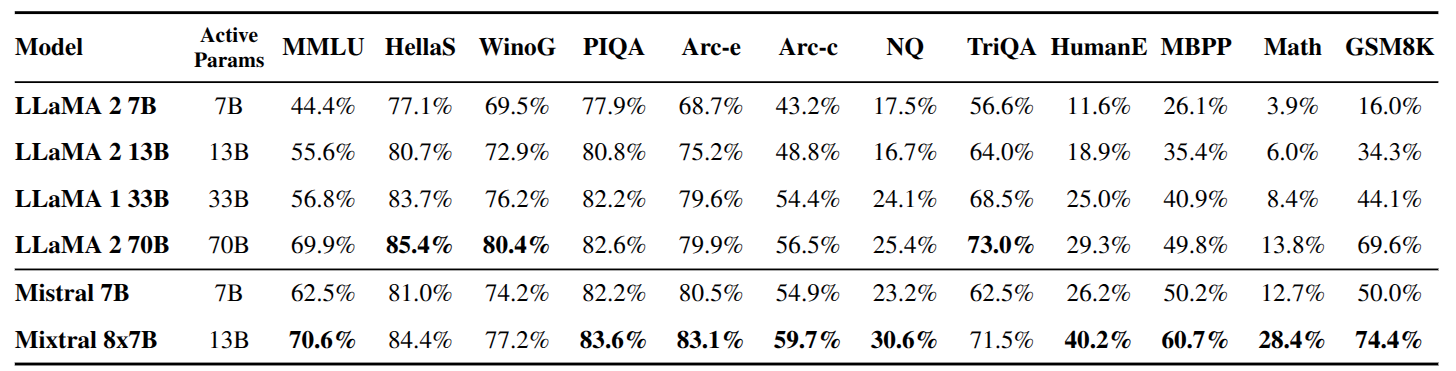 Model Active Params MMLU HellaS WinoG PIQA Arc-e Arc-c NQ TriQA HumanE MBPP Math GSM8K
LLaMA 2 7B 7B 44.4% 77.1% 69.5% 77.9% 68.7% 43.2% 17.5% 56.6% 11.6% 26.1% 3.9% 16.0%
LLaMA 2 13B 13B 55.6% 80.7% 72.9% 80.8% 75.2% 48.8% 16.7% 64.0% 18.9% 35.4% 6.0% 34.3%
LLaMA 1 33B 33B 56.8% 83.7% 76.2% 82.2% 79.6% 54.4% 24.1% 68.5% 25.0% 40.9% 8.4% 44.1%
LLaMA 2 70B 70B 69.9% 85.4% 80.4% 82.6% 79.9% 56.5% 25.4% 73.0% 29.3% 49.8% 13.8% 69.6%
Mistral 7B 7B 62.5% 81.0% 74.2% 82.2% 80.5% 54.9% 23.2% 62.5% 26.2% 50.2% 12.7% 50.0%
Mixtral 8x7B 13B 70.6% 84.4% 77.2% 83.6% 83.1% 59.7% 30.6% 71.5% 40.2% 60.7% 28.4% 74.4%